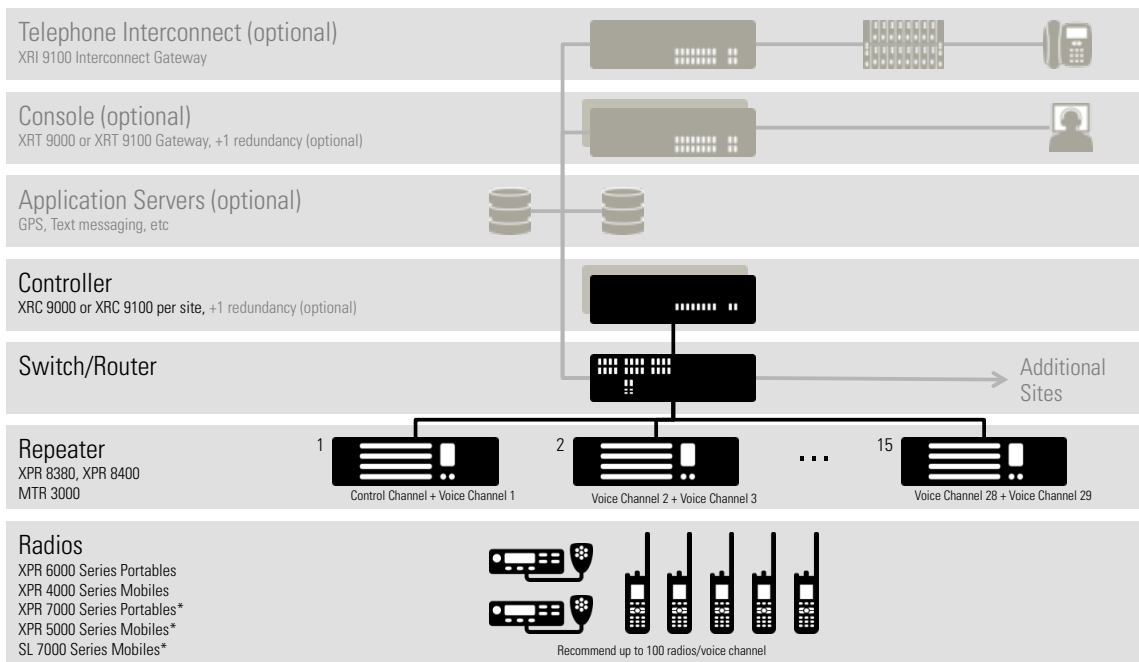 Telephone Interconnect (optional)
XRI 9100 Interconnect Gateway
Console (optional)
XRT 9000 or XRT 9100 Gateway, +1 redundancy (optional)
Application Servers (optional)
GPS, Text messaging, etc
Controller
XRC 9000 or XRC 9100 per site, +1 redundancy (optional)
Switch/Router
Additional
Sites
Repeater
XPR 8380, XPR 8400
MTR 3000
1
Control Channel + Voice Channel 1
2
Voice Channel 2 + Voice Channel 3
...
15
Voice Channel 28 + Voice Channel 29
Radios
XPR 6000 Series Portables
XPR 4000 Series Mobiles
XPR 7000 Series Portables*
XPR 5000 Series Mobiles*
SL 7000 Series Mobiles*
Recommend up to 100 radios/voice channel